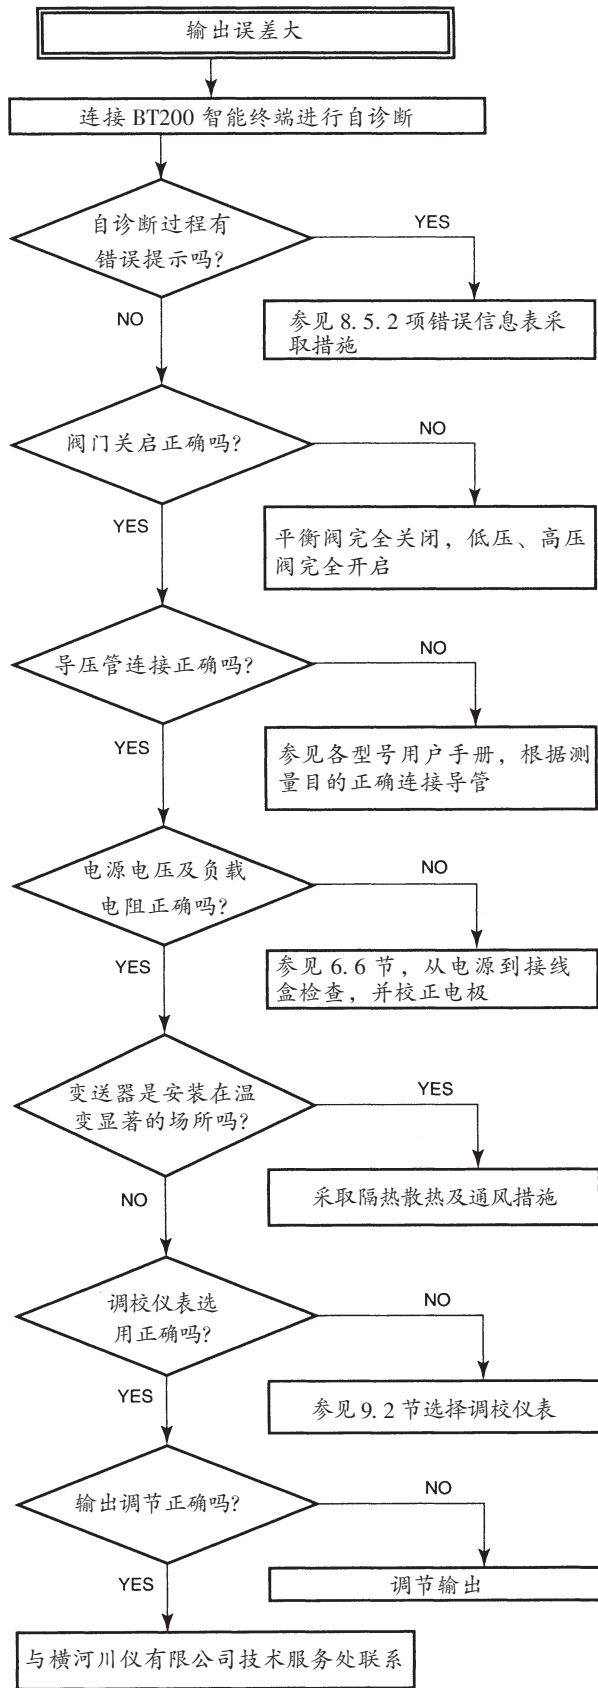 输出误差大
连接 BT200 智能终端进行自诊断
自诊断过程有
错误提示吗?
YES
NO
参见 8.5.2 项错误信息表采
取措施
阀门关启正确吗?
NO
YES
平衡阀完全关闭，低压、高压
阀完全开启
导压管连接正确吗?
NO
YES
参见各型号用户手册，根据测
量目的正确连接导管
电源电压及负载
电阻正确吗?
NO
YES
参见 6.6 节，从电源到接线
盒检查，并校正电极
变送器是安装在温
变显著的场所吗?
YES
NO
采取隔热散热及通风措施
调校仪表选
用正确吗?
NO
YES
参见 9.2 节选择调校仪表
输出调节正确吗?
NO
YES
调节输出
与横河川仪有限公司技术服务处联系